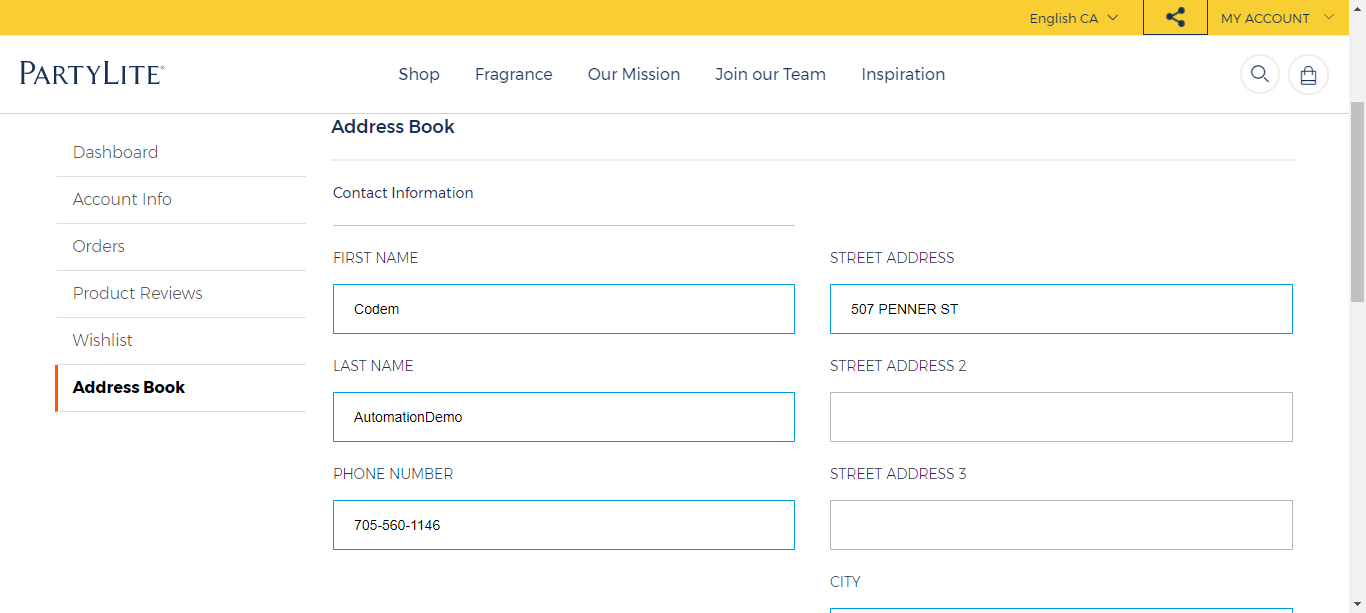 English CA
MY ACCOUNT
PARTYLITE®
Shop
Fragrance
Our Mission
Join our Team
Inspiration
Dashboard
Account Info
Orders
Product Reviews
Wishlist
Address Book
Address Book
Contact Information
FIRST NAME
Codem
LAST NAME
AutomationDemo
PHONE NUMBER
705-560-1146
STREET ADDRESS
507 PENNER ST
STREET ADDRESS 2
STREET ADDRESS 3
CITY